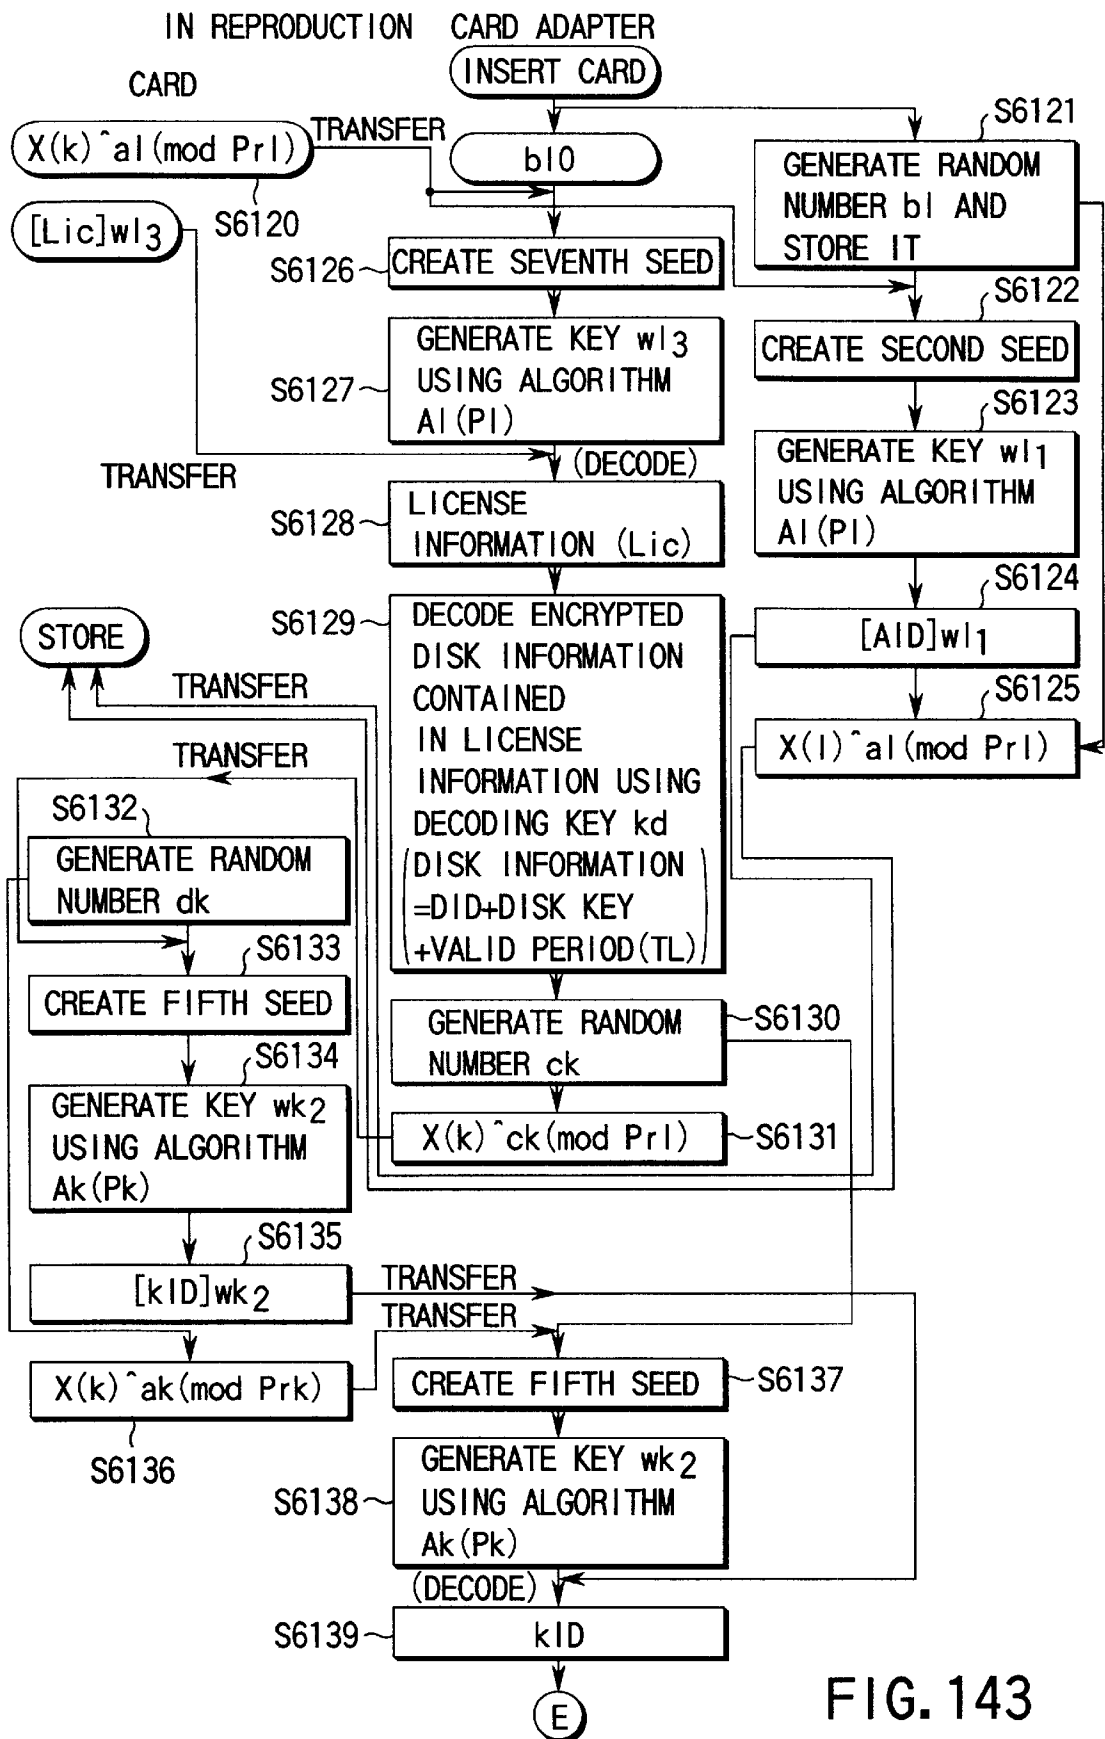 IN REPRODUCTION CARD ADAPTER
INSERT CARD
CARD
X(k)^al(mod Prl)
TRANSFER
S6120
bl0
S6121
GENERATE RANDOM
NUMBER bl AND
STORE IT
[Lic]wl3
S6126
CREATE SEVENTH SEED
S6122
CREATE SECOND SEED
S6127
GENERATE KEY wl3
USING ALGORITHM
Al(Pl)
S6123
GENERATE KEY wl1
USING ALGORITHM
Al(Pl)
TRANSFER
(DECODE)
S6128
LICENSE
INFORMATION (Lic)
S6124
[AID]wl1
STORE
S6129
DECODE ENCRYPTED
DISK INFORMATION
CONTAINED
IN LICENSE
INFORMATION USING
DECODING KEY kd
(DISK INFORMATION
=DID+DISK KEY
+VALID PERIOD(TL))
TRANSFER
S6125
X(l)^al(mod Prl)
TRANSFER
S6132
GENERATE RANDOM
NUMBER dk
S6133
CREATE FIFTH SEED
S6130
GENERATE RANDOM
NUMBER ck
S6134
GENERATE KEY wk2
USING ALGORITHM
Ak(Pk)
X(k)^ck(mod Prl)
S6131
S6135
[kID]wk2
TRANSFER
TRANSFER
X(k)^ak(mod Prk)
S6136
CREATE FIFTH SEED
S6137
S6138
GENERATE KEY wk2
USING ALGORITHM
Ak(Pk)
(DECODE)
S6139
kID
E
FIG. 143